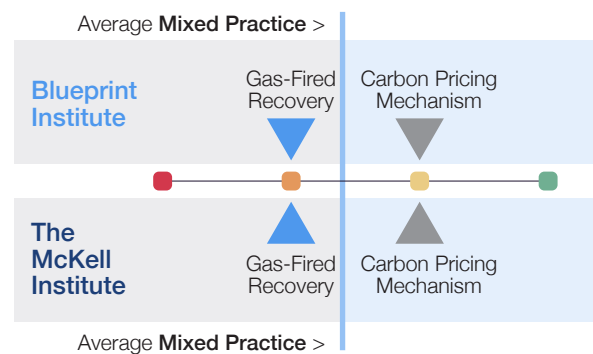 Average Mixed Practice >
Blueprint
Institute
Gas-Fired
Recovery
Carbon Pricing
Mechanism
The
McKell
Institute
Gas-Fired
Recovery
Carbon Pricing
Mechanism
Average Mixed Practice >